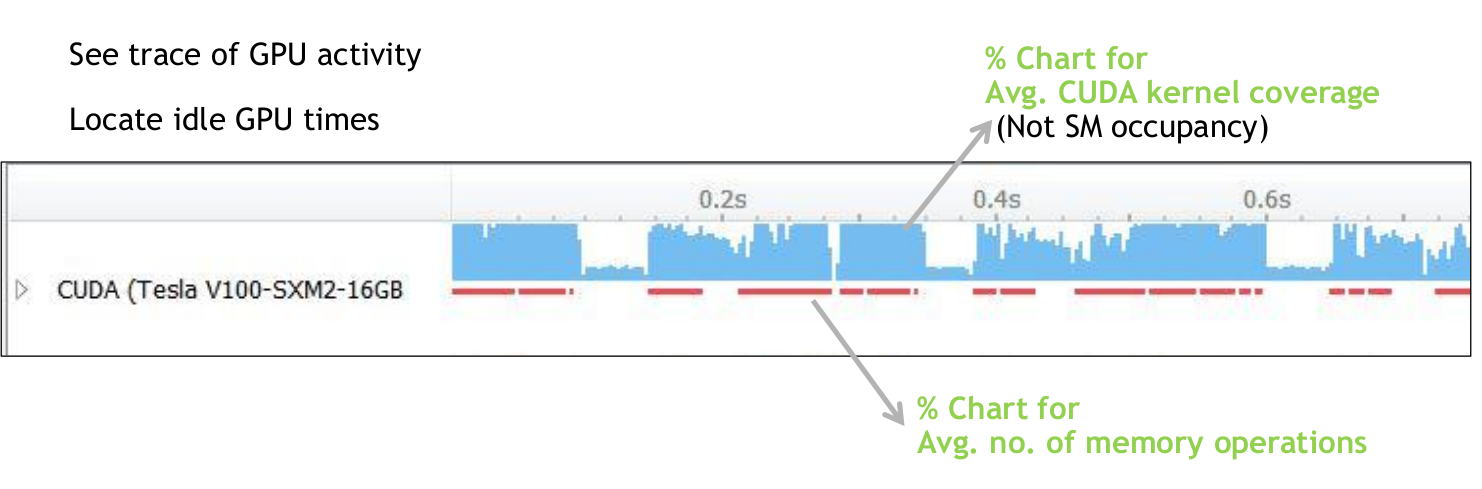 See trace of GPU activity
Locate idle GPU times
% Chart for
Avg. CUDA kernel coverage
(Not SM occupancy)
0.2s
0.4s
0.6s
CUDA (Tesla V100-SXM2-16GB
% Chart for
Avg. no. of memory operations